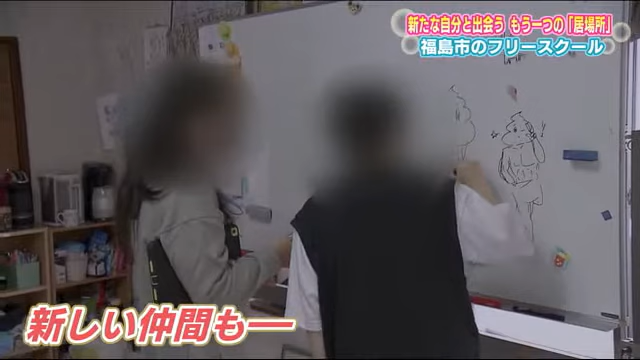 新たな自分と出会う もう一つの「居場所」
福島市のフリースクール
新しい仲間も―